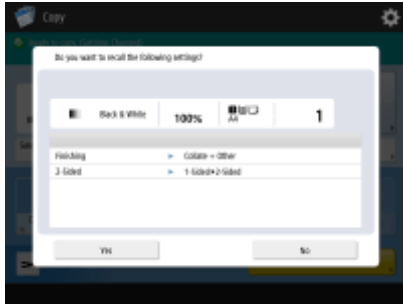 Copy
Do you want to recall the following settings?
Black & White
100%
A4
1
Finishing
Collate + Other
2-Sided
1-Sided▸2-Sided
Yes
No